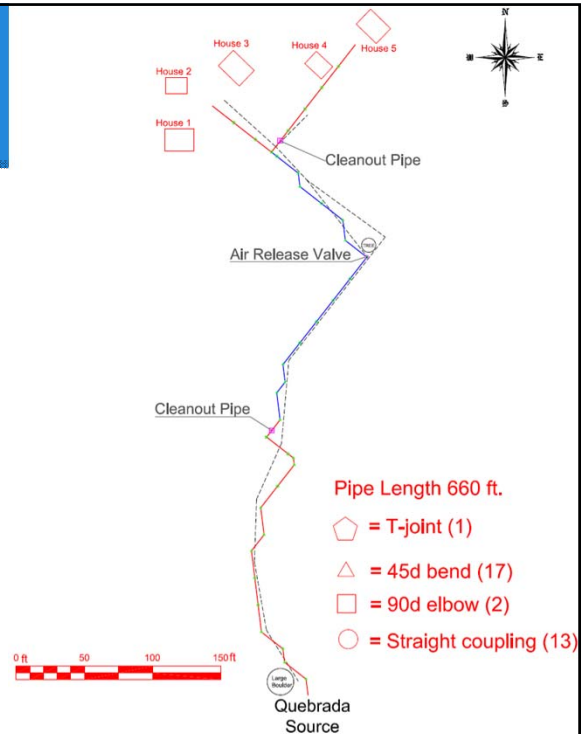 N
House 5
House 3
House 4
House 2
House 1
E
S
Cleanout Pipe
TREE
Air Release Valve
Cleanout Pipe
Pipe Length 660 ft.
= T-joint (1)
= 45d bend (17)
= 90d elbow (2)
= Straight coupling (13)
0 ft
50
100
150ft
Large
Boulder
Quebrada
Source